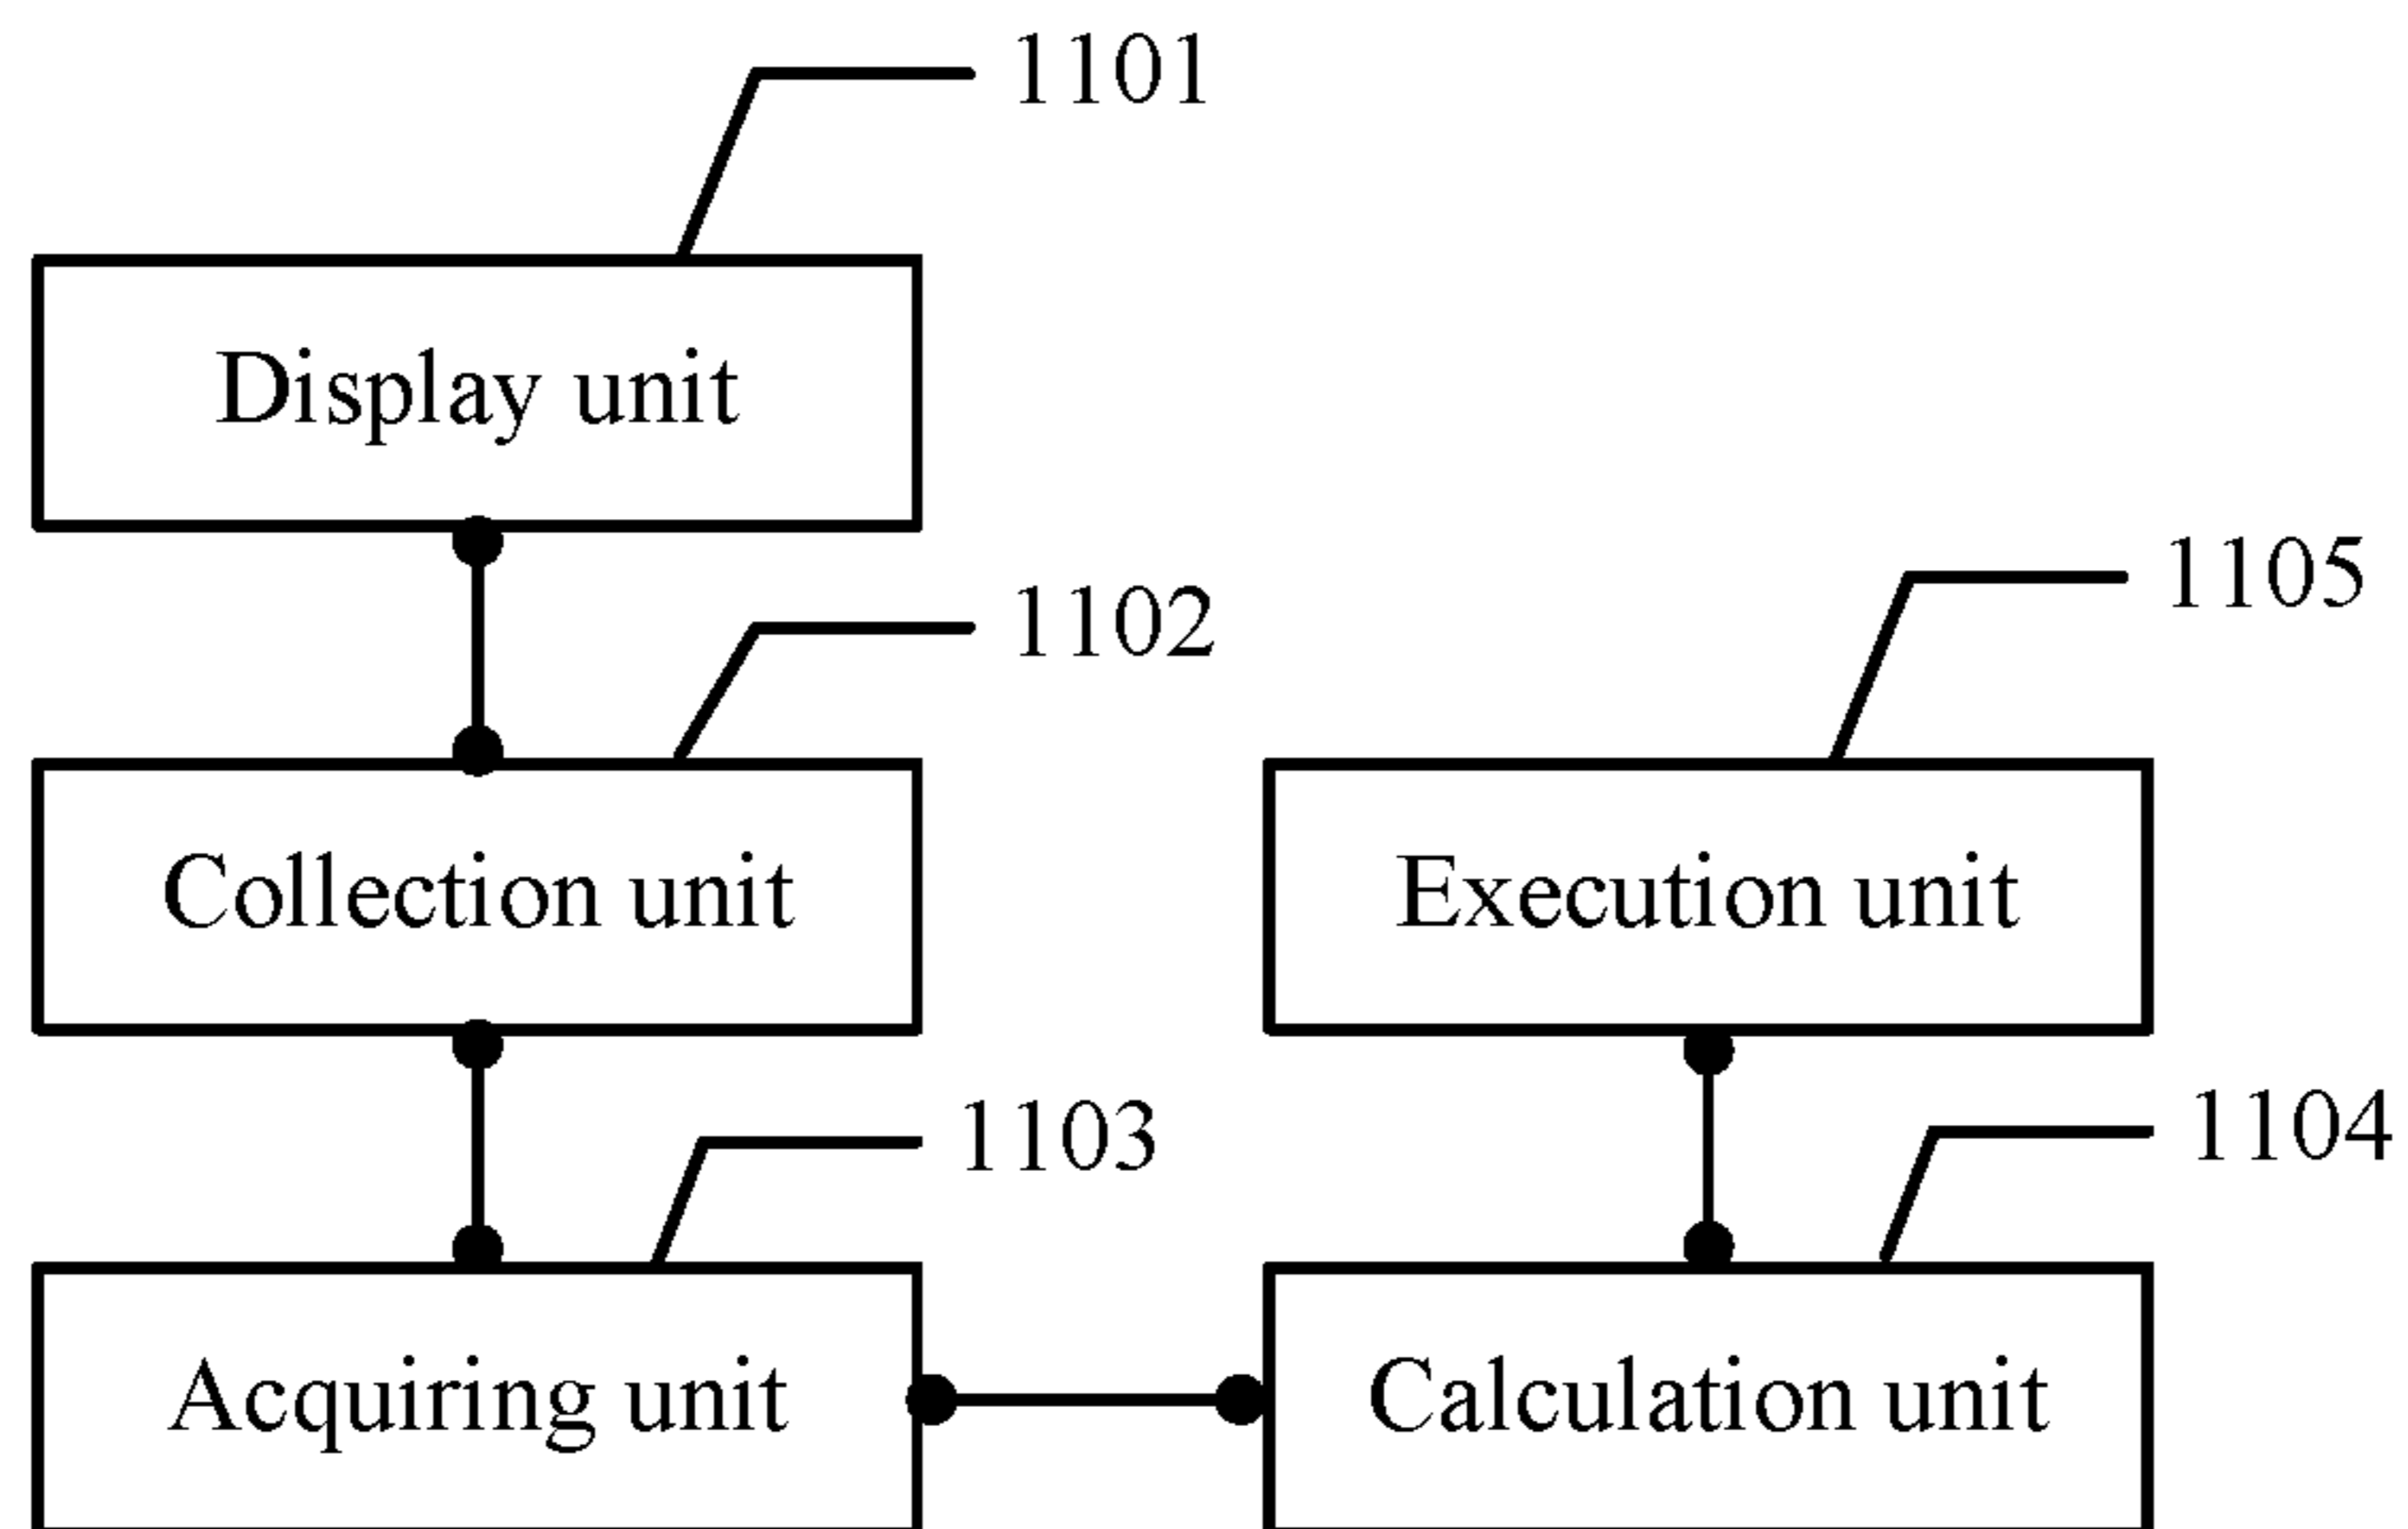 1101
Display unit
1102
1105
Collection unit
Execution unit
1103
1104
Acquiring unit
Calculation unit